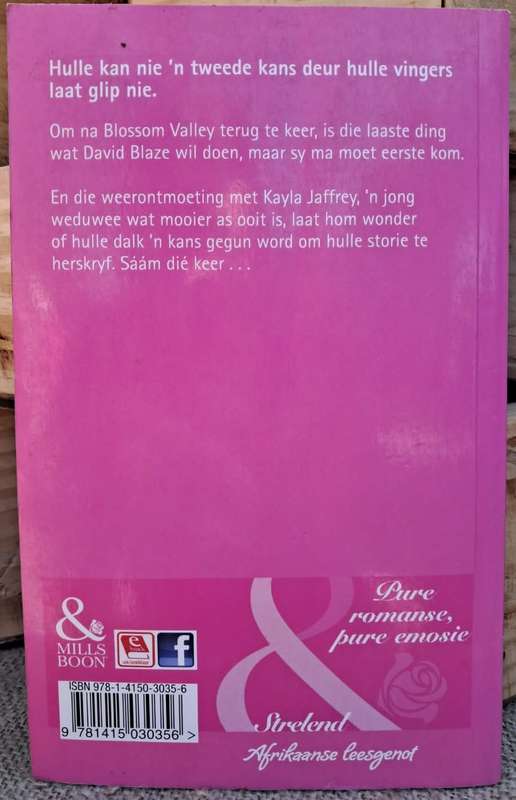 Hulle kan nie 'n tweede kans deur hulle vingers
laat glip nie.
Om na Blossom Valley terug te keer, is die laaste ding
wat David Blaze wil doen, maar sy ma moet eerste kom.
En die weerontmoeting met Kayla Jaffrey, 'n jong
weduwee wat mooier as ooit is, laat hom wonder
of hulle dalk 'n kans gegun word om hulle storie te
herskryf. Sáám dié keer . . .
Pure
romanse,
pure emosie
&
MILLS
BOON
e
f
ISBN 978-1-4150-3035-6
9 781415 030356 >
&
Strelend
Afrikaanse leesgenot